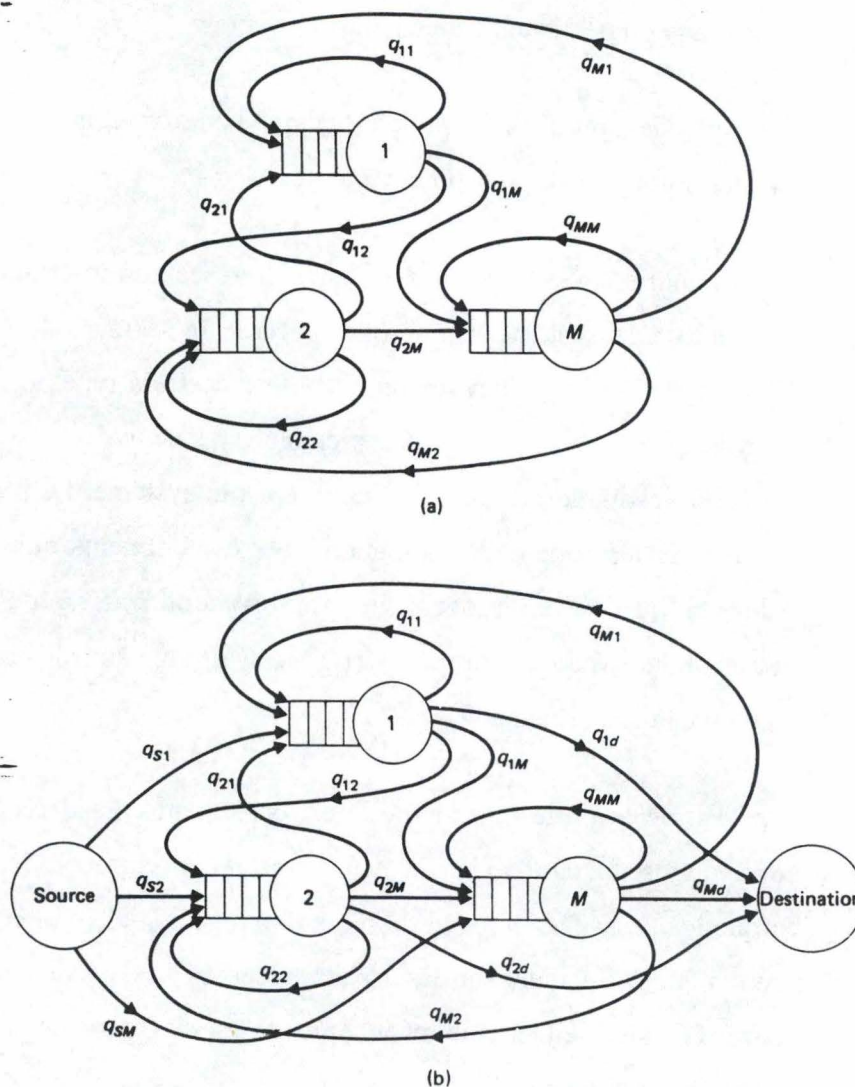 q11
qM1
1
q1M
q21
q12
qMM
2
q2M
M
q22
qM2
(a)
q11
qM1
1
qS1
q1d
q21
q12
q1M
qMM
Source
qS2
2
q2M
M
qMd
Destination
q22
q2d
qSM
qM2
(b)